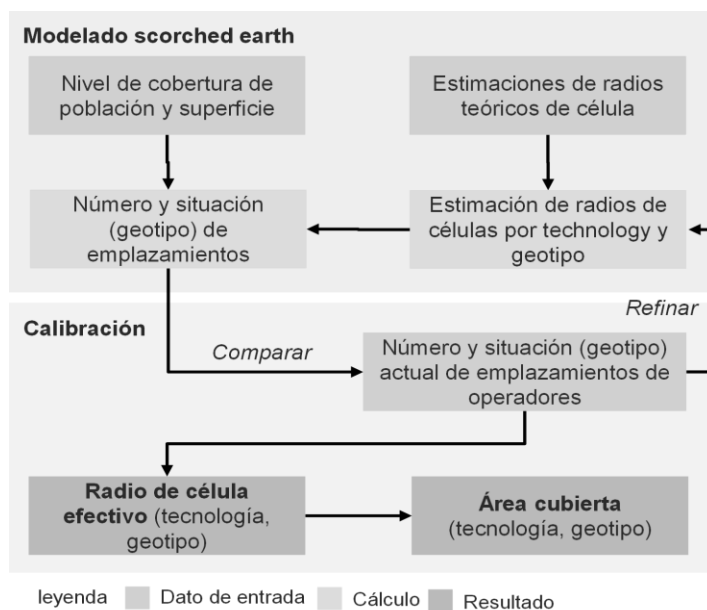 Modelado scorched earth
Nivel de cobertura de
población y superficie
Estimaciones de radios
teóricos de célula
Número y situación
(geotipo) de
emplazamientos
Estimación de radios de
células por technology y
geotipo
Refinar
Calibración
Comparar
Número y situación (geotipo)
actual de emplazamientos de
operadores
Radio de célula
efectivo (tecnología,
geotipo)
Área cubierta
(tecnología, geotipo)
leyenda Dato de entrada Cálculo Resultado